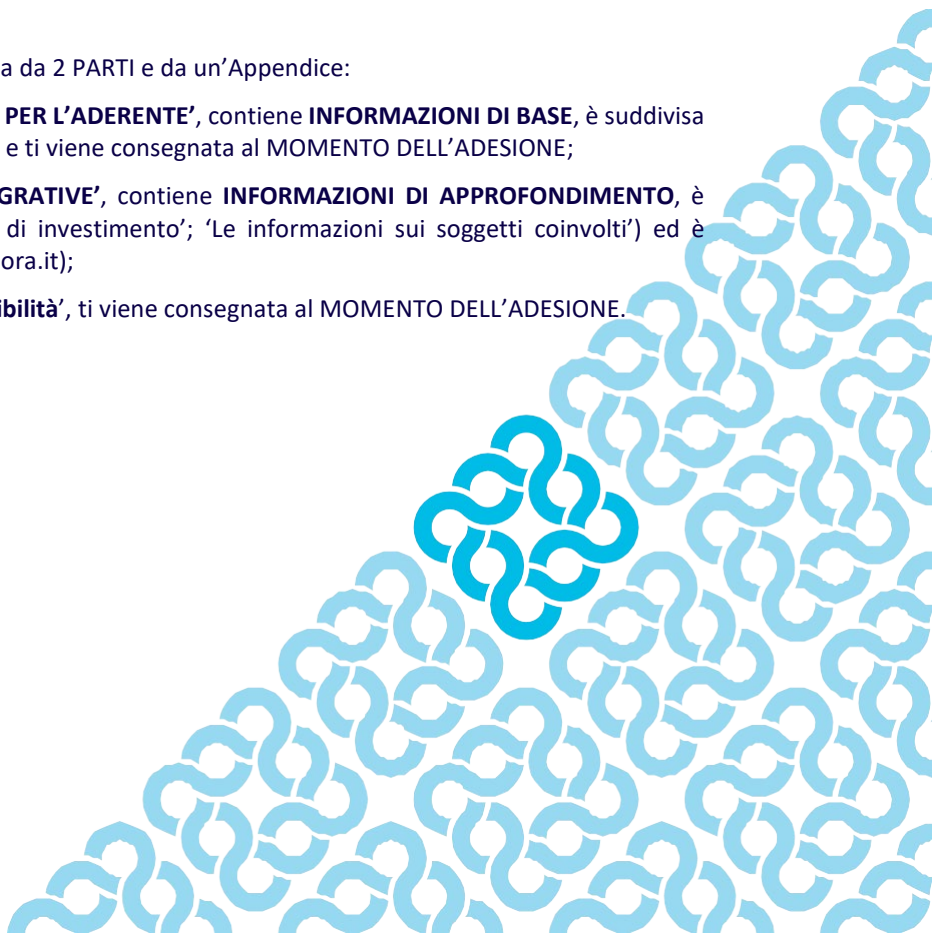 a da 2 PARTI e da un’Appendice:
PER L’ADERENTE’, contiene INFORMAZIONI DI BASE, è suddivisa
e ti viene consegnata al MOMENTO DELL’ADESIONE;
GRATIVE’, contiene INFORMAZIONI DI APPROFONDIMENTO, è
di investimento’; ‘Le informazioni sui soggetti coinvolti’) ed è
ora.it);
ibilità’, ti viene consegnata al MOMENTO DELL’ADESIONE.